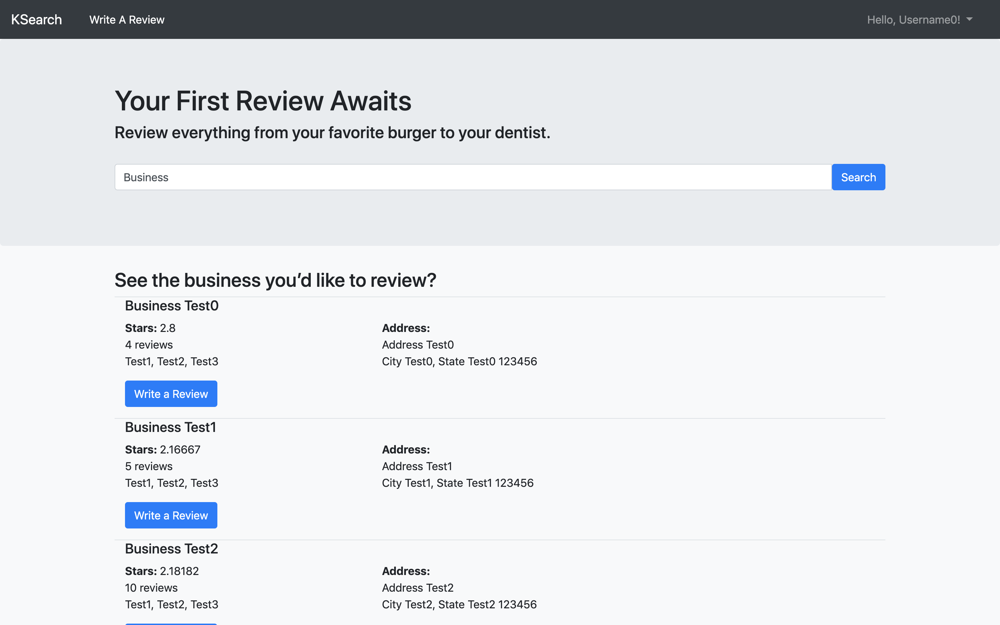 KSearch Write A Review Hello, Username0!
Your First Review Awaits
Review everything from your favorite burger to your dentist.
Business Search
See the business you’d like to review?
Business Test0
Stars: 2.8 Address:
4 reviews Address Test0
Test1, Test2, Test3 City Test0, State Test0 123456
Write a Review
Business Test1
Stars: 2.16667 Address:
5 reviews Address Test1
Test1, Test2, Test3 City Test1, State Test1 123456
Write a Review
Business Test2
Stars: 2.18182 Address:
10 reviews Address Test2
Test1, Test2, Test3 City Test2, State Test2 123456